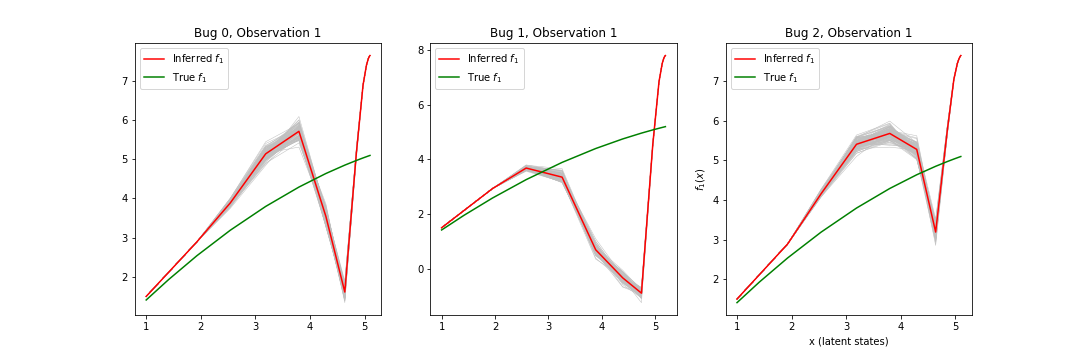 Bug 0, Observation 1
Inferred f₁
True f₁
7
6
5
4
3
2
1 2 3 4 5
Bug 1, Observation 1
Inferred f₁
True f₁
8
6
4
2
0
1 2 3 4 5
Bug 2, Observation 1
Inferred f₁
True f₁
f₁(x)
7
6
5
4
3
2
1 2 3 4 5
x (latent states)